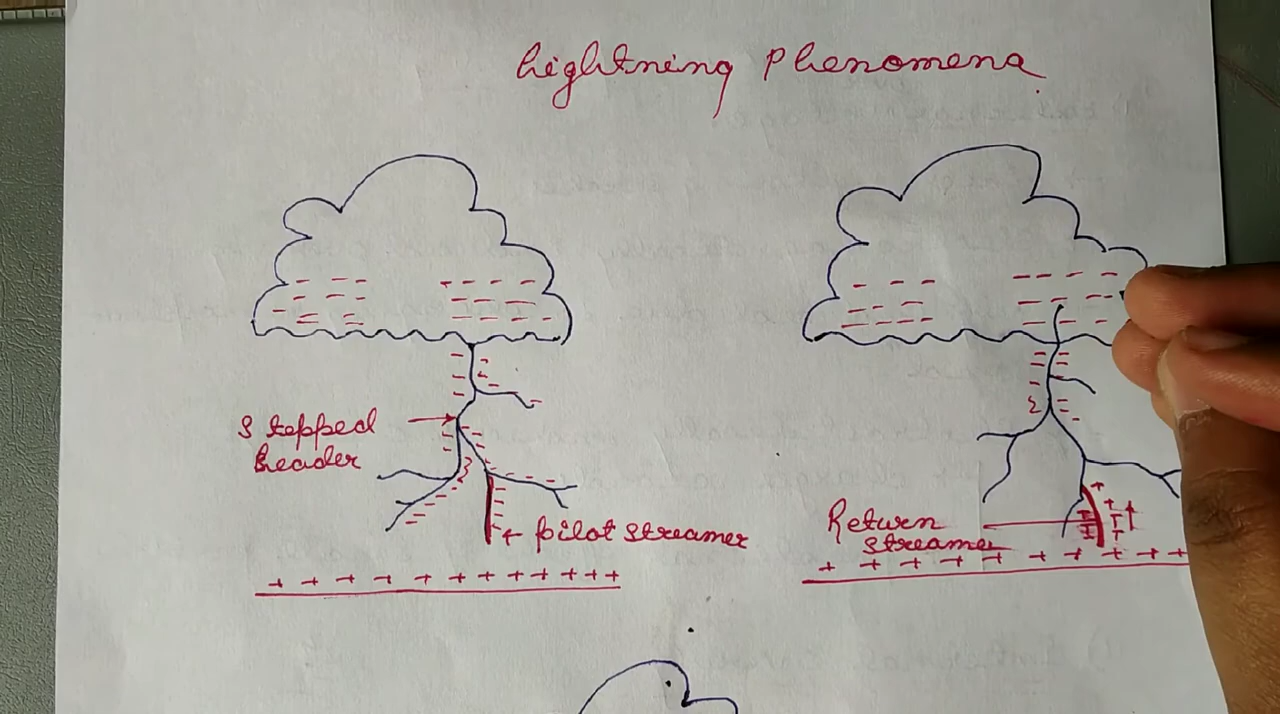 Lightning Phenomena
Stepped
Leader
← Pilot streamer
Return
streamer